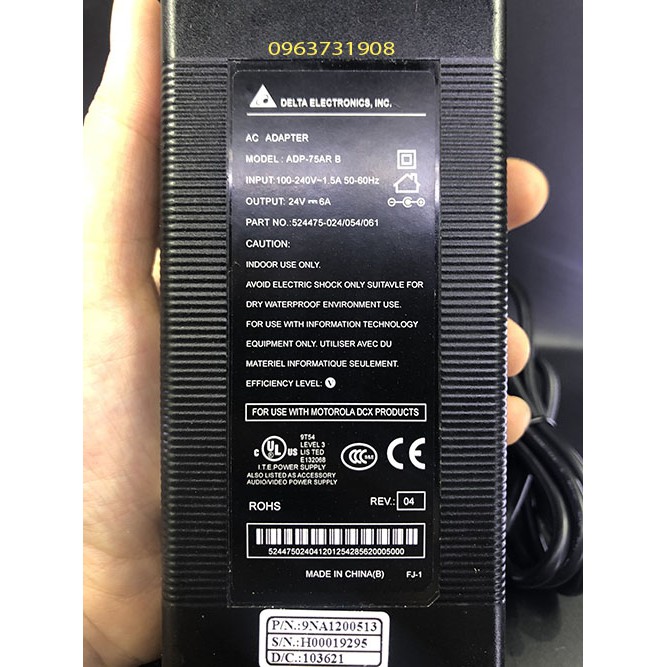 0963731908
DELTA ELECTRONICS, INC.
AC ADAPTER
MODEL : ADP-75AR B
INPUT:100-240V~1.5A 50-60Hz
OUTPUT: 24V ⎓ 6A
PART NO.:524475-024/054/061
CAUTION:
INDOOR USE ONLY.
AVOID ELECTRIC SHOCK ONLY SUITAVLE FOR
DRY WATERPROOF ENVIRONMENT USE.
FOR USE WITH INFORMATION TECHNOLOGY
EQUIPMENT ONLY. UTILISER AVEC DU
MATERIEL INFORMATIQUE SEULEMENT.
EFFICIENCY LEVEL: V
FOR USE WITH MOTOROLA DCX PRODUCTS
9T54
LEVEL 3
C UL US LISTED
E132068
I.T.E.POWER SUPPLY
ALSO LISTED AS ACCESSORY
AUDIO/VIDEO POWER SUPPLY
CCC S&E
CE
ROHS
REV.: 04
52447502404120125428562000500​0
MADE IN CHINA(B) FJ-1
P/N.:9NA1200513
S/N.:H00019295
D/C.:103621